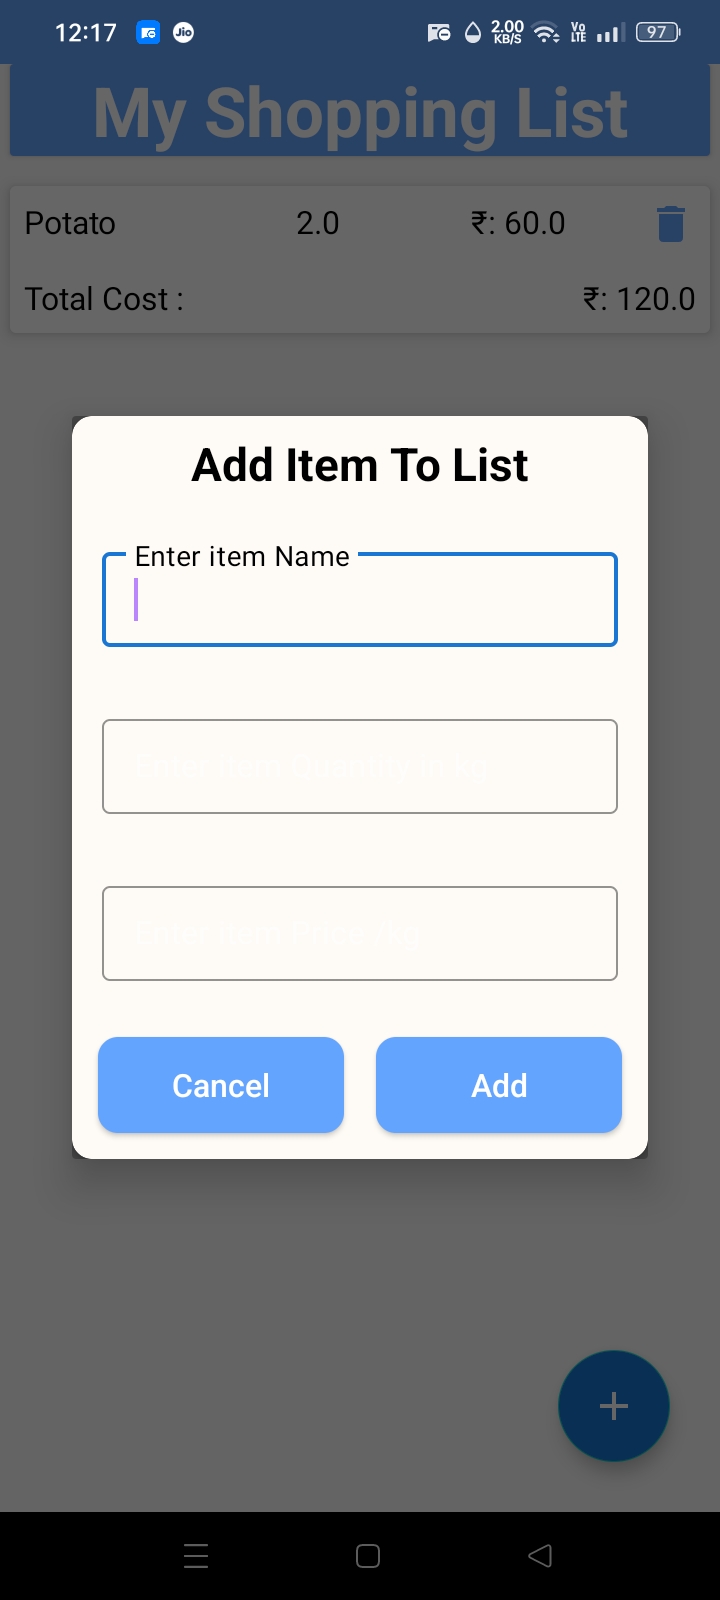 12:17 Jio 2.00 KB/S Vo LTE 97
My Shopping List
Potato 2.0 ₹: 60.0
Total Cost : ₹: 120.0
Add Item To List
Enter item Name
Enter item Quantity in kg
Enter item Price /kg
Cancel Add